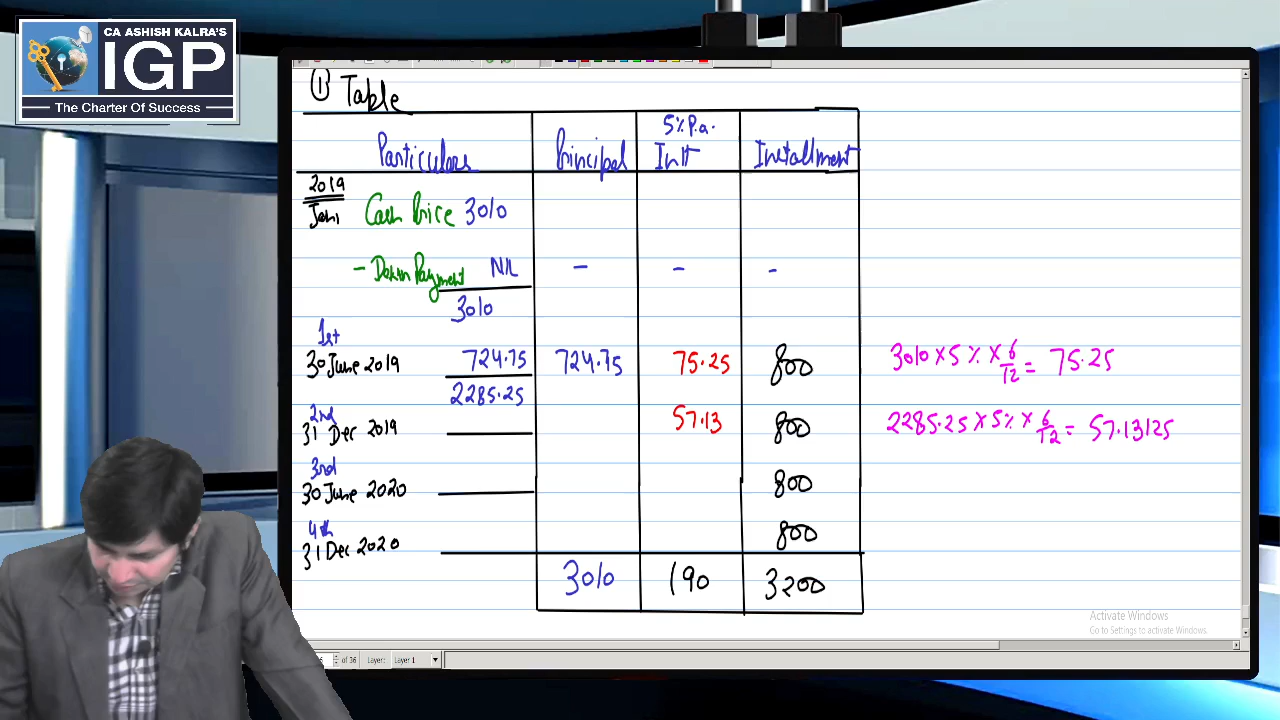 CA ASHISH KALRA'S
IGP
The Charter Of Success
① Table
Particulars Principal 5% P.a. Intt Installment
2019
Jan 1 Cash Price 3010
- Down Payment NIL - - -
3010
1st
30 June 2019 724.75 724.75 75.25 800 3010 × 5% × 6/12 = 75.25
2285.25
2nd
31 Dec 2019 57.13 800 2285.25 × 5% × 6/12 = 57.13125
3rd
30 June 2020 800
4th
31 Dec 2020 800
3010 190 3200
Activate Windows
Go to Settings to activate Windows.
of 36 Layer: Layer 1